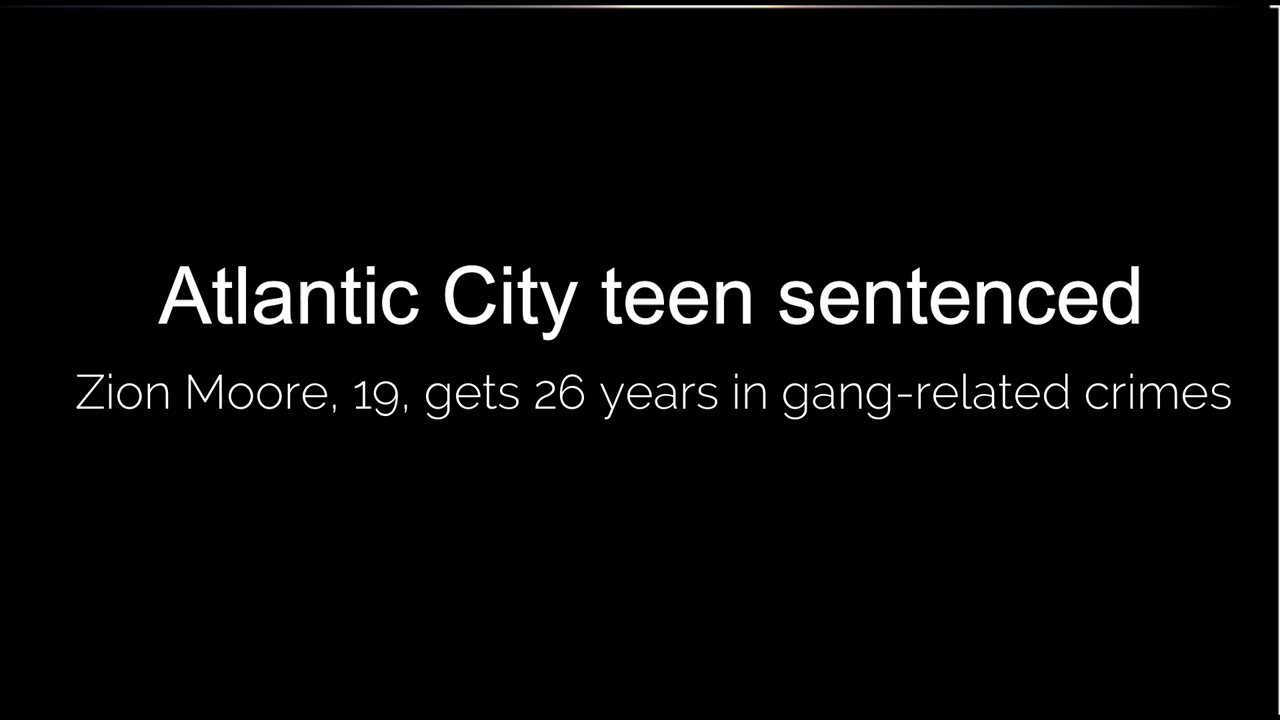 Atlantic City teen sentenced
Zion Moore, 19, gets 26 years in gang-related crimes